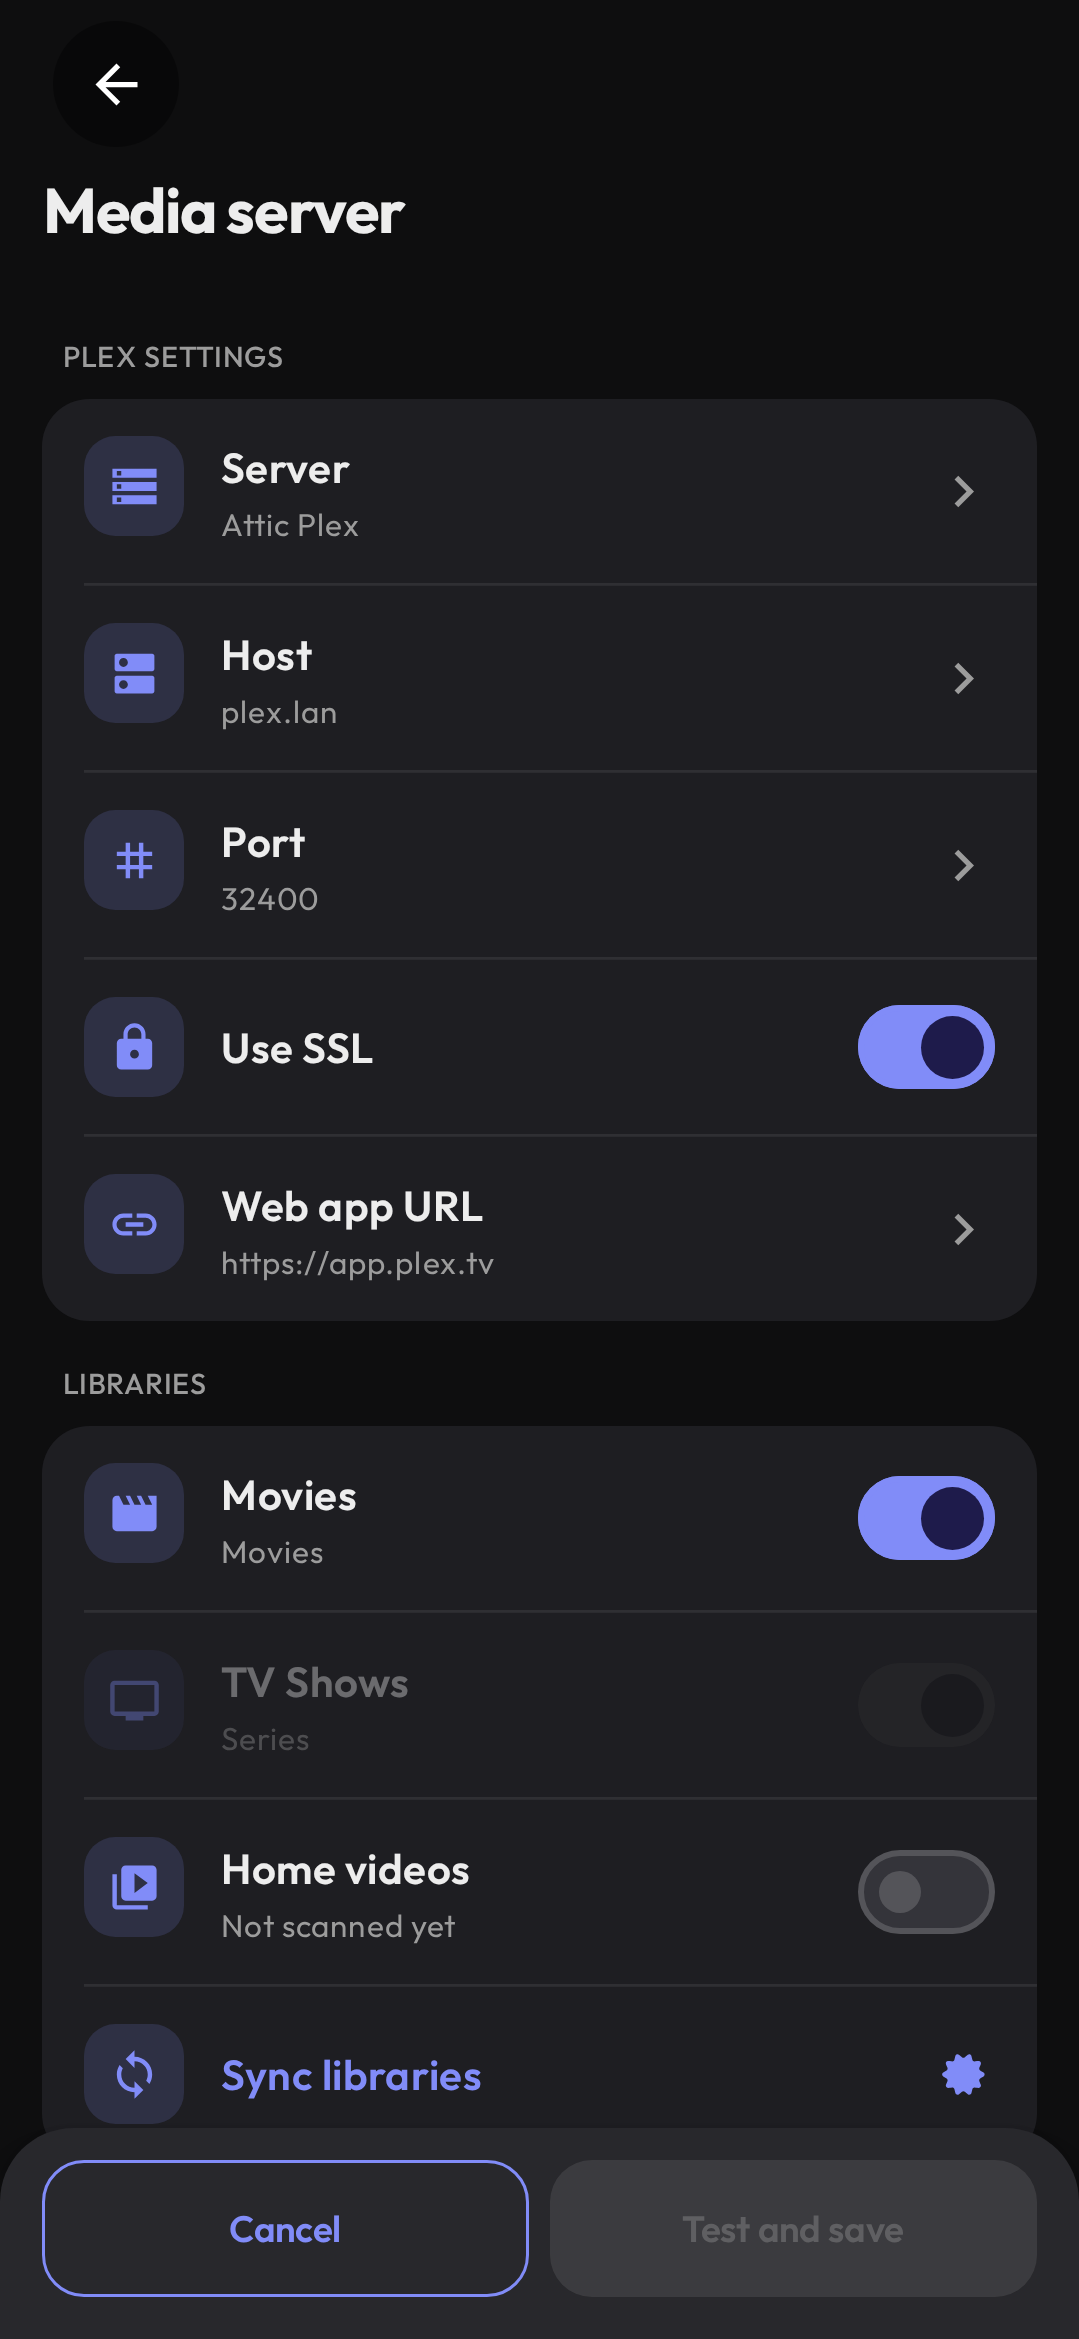 Media server
PLEX SETTINGS
Server
Attic Plex
Host
plex.lan
Port
32400
Use SSL
Web app URL
https://app.plex.tv
LIBRARIES
Movies
Movies
TV Shows
Series
Home videos
Not scanned yet
Sync libraries
Cancel
Test and save